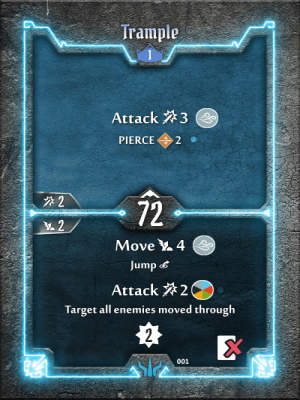 Trample
1
Attack 3
PIERCE 2
2
72
2
Move 4
Jump
Attack 2
Target all enemies moved through
2
001